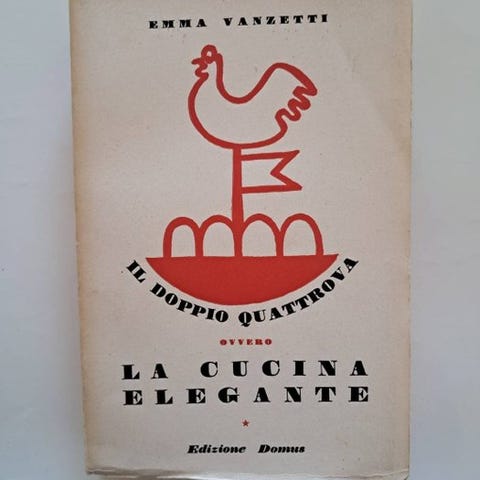 EMMA VANZETTI
IL DOPPIO QUATTROVA
OVVERO
LA CUCINA
ELEGANTE
Edizione Domus